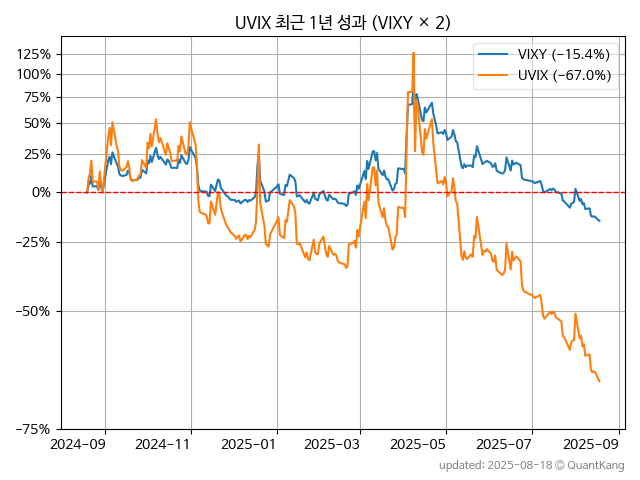 UVIX 최근 1년 성과 (VIXY × 2)
VIXY (−15.4%)
UVIX (−67.0%)
125%
100%
75%
50%
25%
0%
−25%
−50%
−75%
2024-09 2024-11 2025-01 2025-03 2025-05 2025-07 2025-09
updated: 2025-08-18 © QuantKang